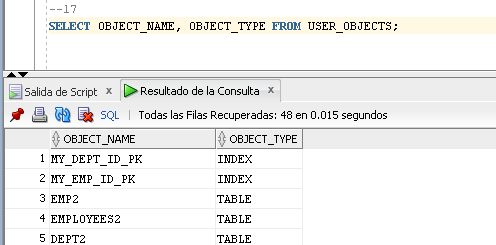 --17
SELECT OBJECT_NAME, OBJECT_TYPE FROM USER_OBJECTS;
Salida de Script x Resultado de la Consulta x
SQL | Todas las Filas Recuperadas: 48 en 0.015 segundos
OBJECT_NAME OBJECT_TYPE
1 MY_DEPT_ID_PK INDEX
2 MY_EMP_ID_PK INDEX
3 EMP2 TABLE
4 EMPLOYEES2 TABLE
5 DEPT2 TABLE